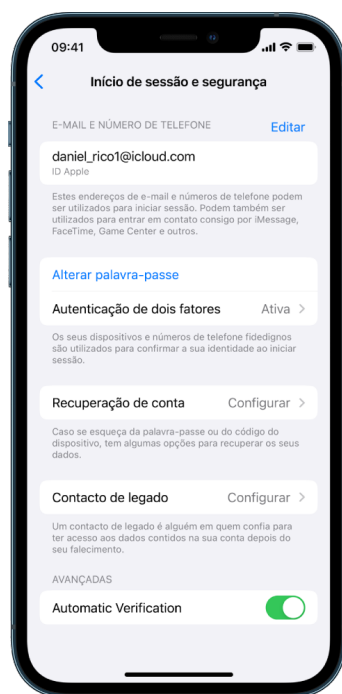 09:41
Início de sessão e segurança
E-MAIL E NÚMERO DE TELEFONE Editar
daniel_rico1@icloud.com
ID Apple
Estes endereços de e-mail e números de telefone podem
ser utilizados para iniciar sessão. Podem também ser
utilizados para entrar em contato consigo por iMessage,
FaceTime, Game Center e outros.
Alterar palavra-passe
Autenticação de dois fatores Ativa
Os seus dispositivos e números de telefone fidedignos
são utilizados para confirmar a sua identidade ao iniciar
sessão.
Recuperação de conta Configurar
Caso se esqueça da palavra-passe ou do código do
dispositivo, tem algumas opções para recuperar os seus
dados.
Contacto de legado Configurar
Um contacto de legado é alguém em quem confia para
ter acesso aos dados contidos na sua conta depois do
seu falecimento.
AVANÇADAS
Automatic Verification